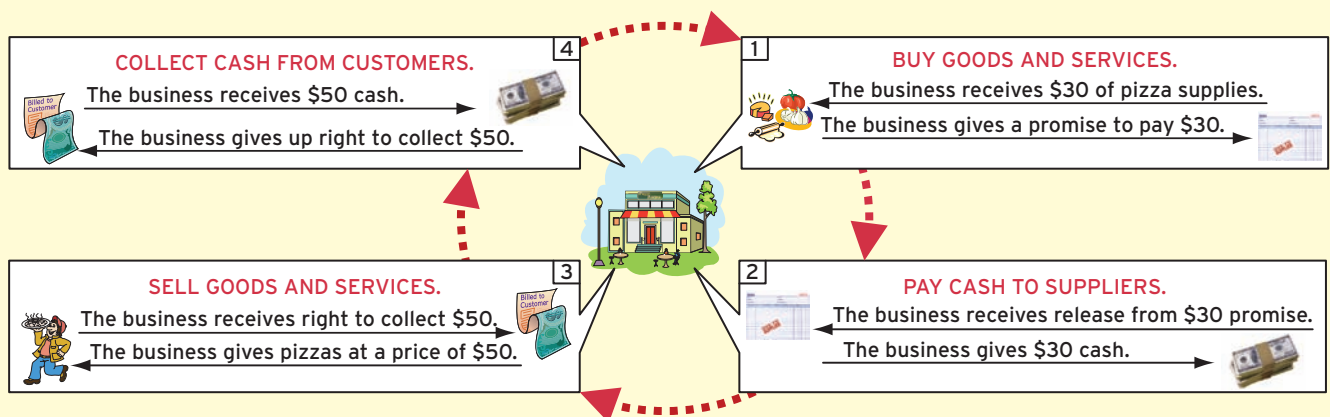 1
BUY GOODS AND SERVICES.
The business receives $30 of pizza supplies.
The business gives a promise to pay $30.
2
PAY CASH TO SUPPLIERS.
The business receives release from $30 promise.
The business gives $30 cash.
3
SELL GOODS AND SERVICES.
Billed to
Customer
The business receives right to collect $50.
The business gives pizzas at a price of $50.
4
COLLECT CASH FROM CUSTOMERS.
Billed to
Customer
The business receives $50 cash.
The business gives up right to collect $50.